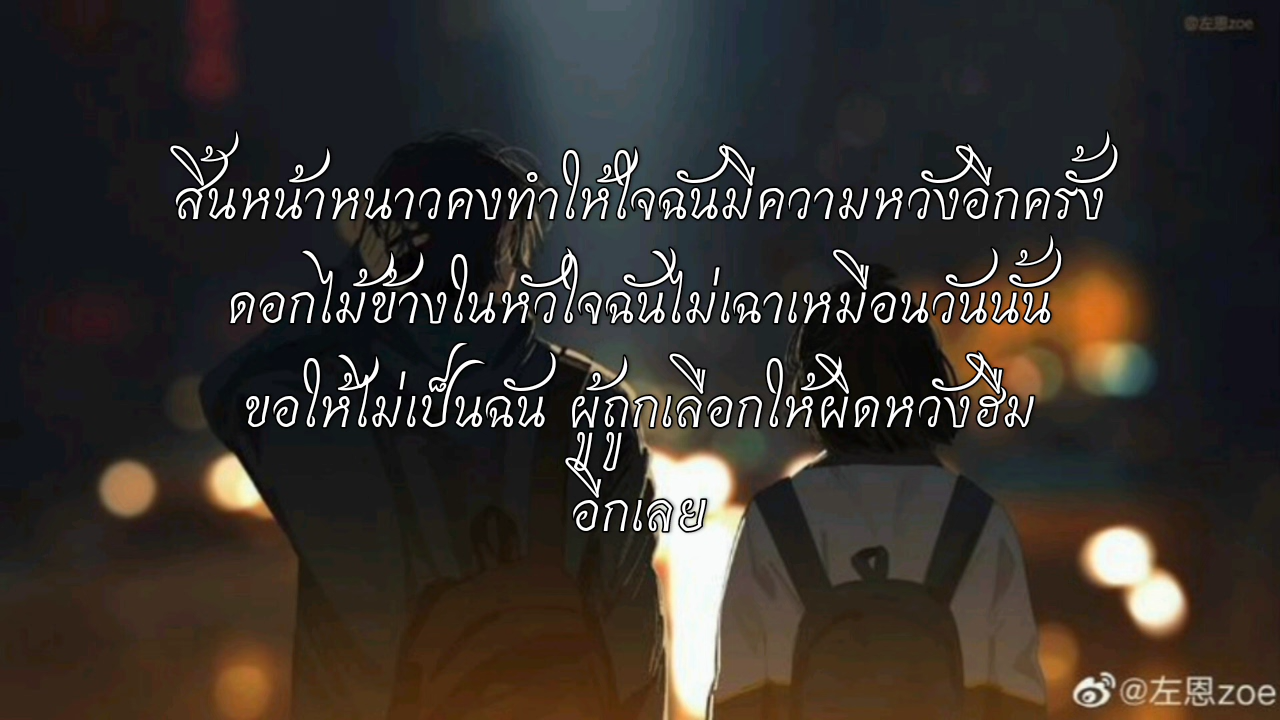 @左恩zoe
สิ้นหน้าหนาวคงทำให้ใจฉันมีความหวังอีกครั้ง
ดอกไม้ข้างในหัวใจฉันไม่เฉาเหมือนวันนั้น
ขอให้ไม่เป็นฉัน ผู้ถูกเลือกให้ผิดหวังฮืม
อีกเลย
@左恩zoe